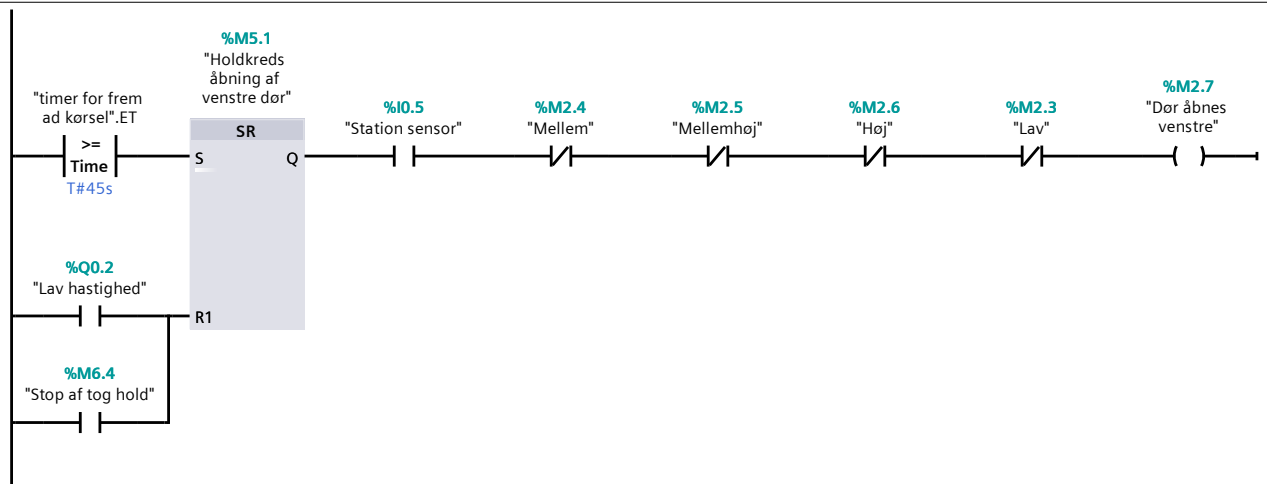 %M5.1
"Holdkreds
åbning af
venstre dør"
"timer for frem
ad kørsel".ET
>=
Time
T#45s
SR
S
Q
%I0.5
"Station sensor"
%M2.4
"Mellem"
%M2.5
"Mellemhøj"
%M2.6
"Høj"
%M2.3
"Lav"
%M2.7
"Dør åbnes
venstre"
%Q0.2
"Lav hastighed"
R1
%M6.4
"Stop af tog hold"